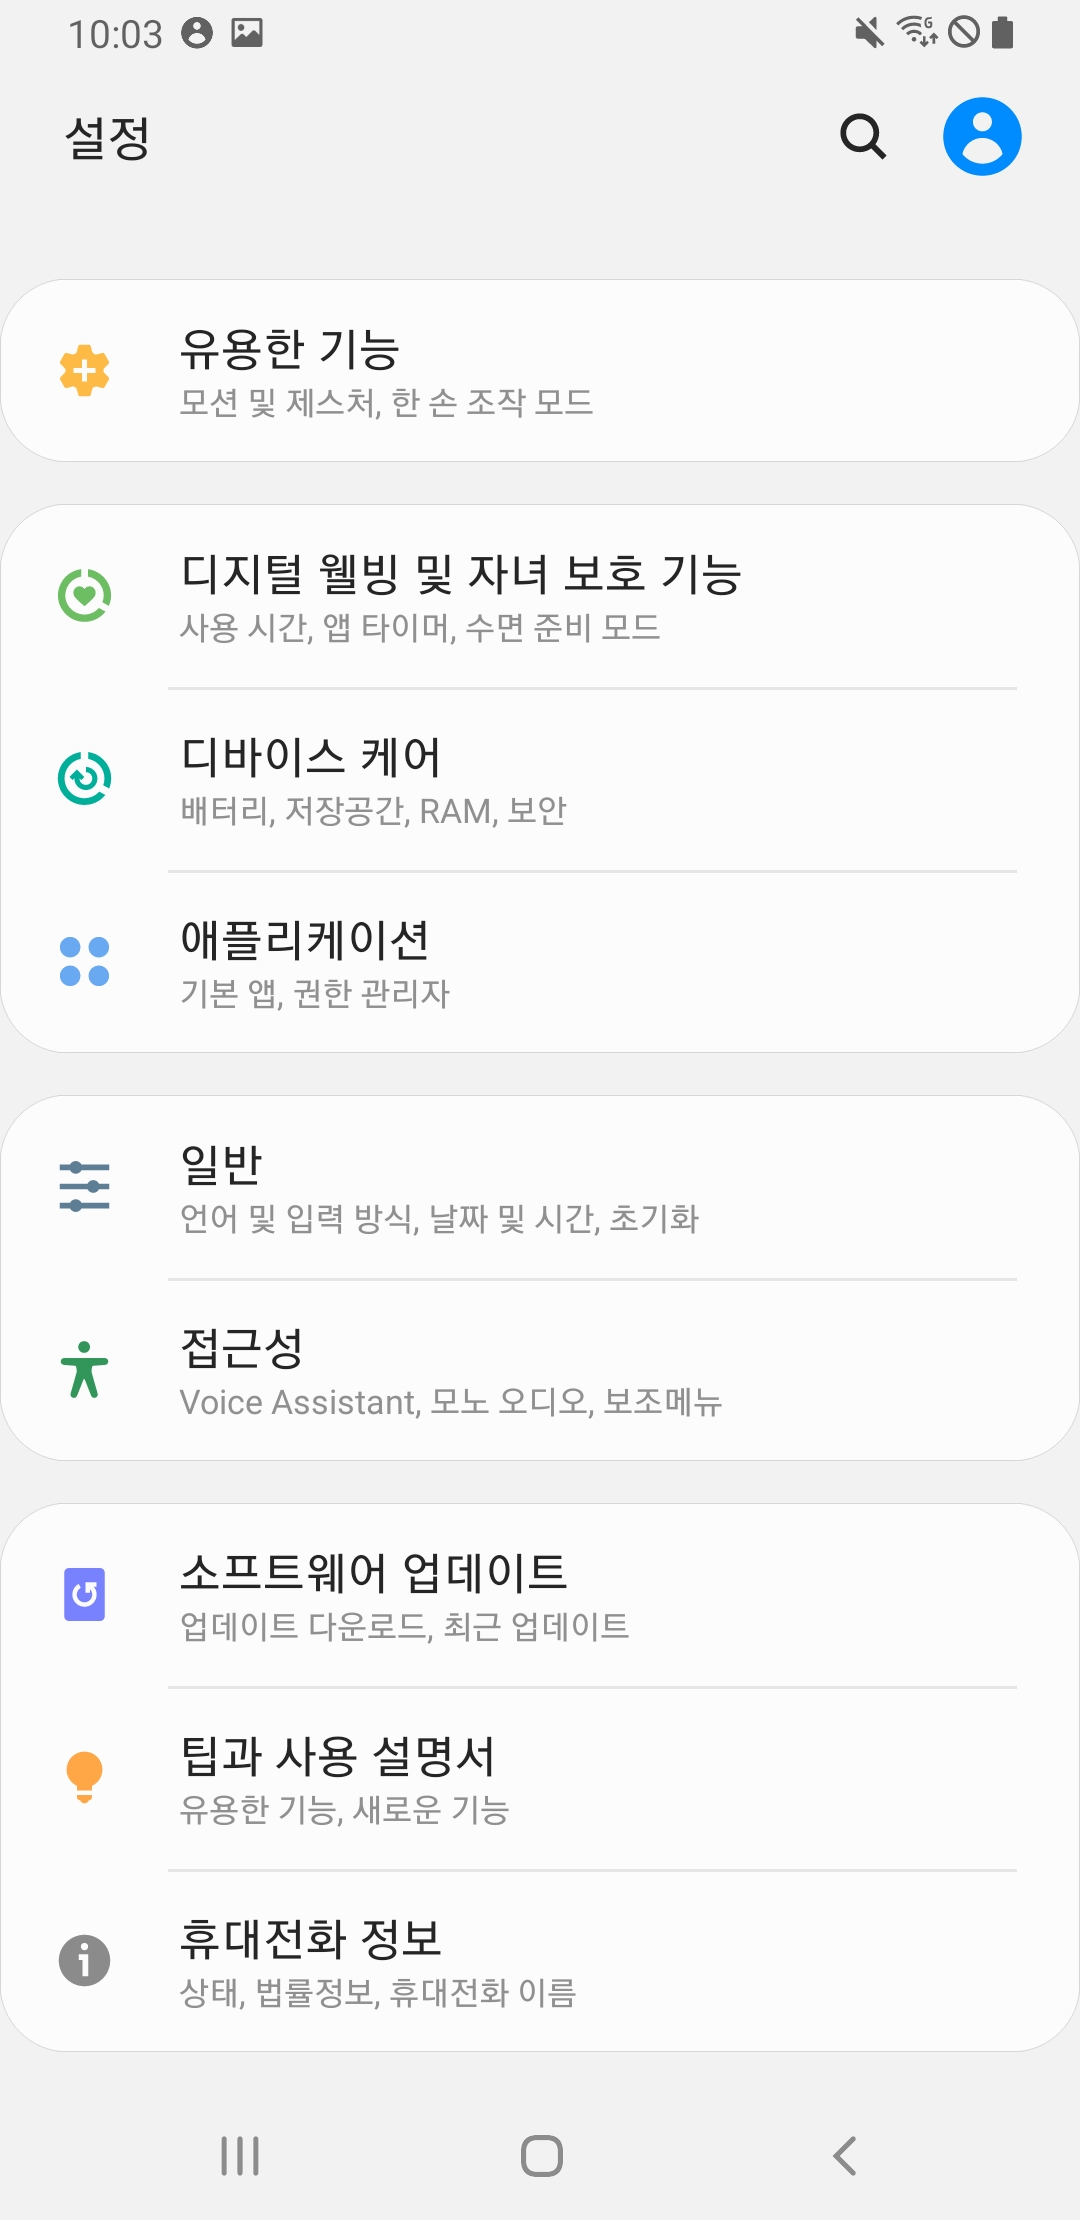 10:03
설정
유용한 기능
모션 및 제스처, 한 손 조작 모드
디지털 웰빙 및 자녀 보호 기능
사용 시간, 앱 타이머, 수면 준비 모드
디바이스 케어
배터리, 저장공간, RAM, 보안
애플리케이션
기본 앱, 권한 관리자
일반
언어 및 입력 방식, 날짜 및 시간, 초기화
접근성
Voice Assistant, 모노 오디오, 보조메뉴
소프트웨어 업데이트
업데이트 다운로드, 최근 업데이트
팁과 사용 설명서
유용한 기능, 새로운 기능
휴대전화 정보
상태, 법률정보, 휴대전화 이름